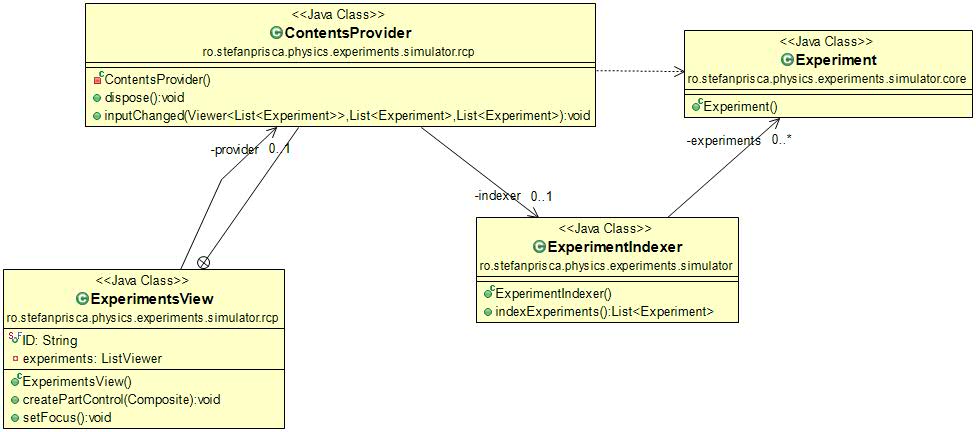 <<Java Class>>
ContentsProvider
ro.stefanprisca.physics.experiments.simulator.rcp
ContentsProvider()
dispose():void
inputChanged(Viewer<List<Experiment>>,List<Experiment>,List<Experiment>):void
<<Java Class>>
Experiment
ro.stefanprisca.physics.experiments.simulator.core
Experiment()
-provider 0..1
-experiments 0..*
-indexer 0..1
<<Java Class>>
ExperimentIndexer
ro.stefanprisca.physics.experiments.simulator
ExperimentIndexer()
indexExperiments():List<Experiment>
<<Java Class>>
ExperimentsView
ro.stefanprisca.physics.experiments.simulator.rcp
ID: String
experiments: ListViewer
ExperimentsView()
createPartControl(Composite):void
setFocus():void